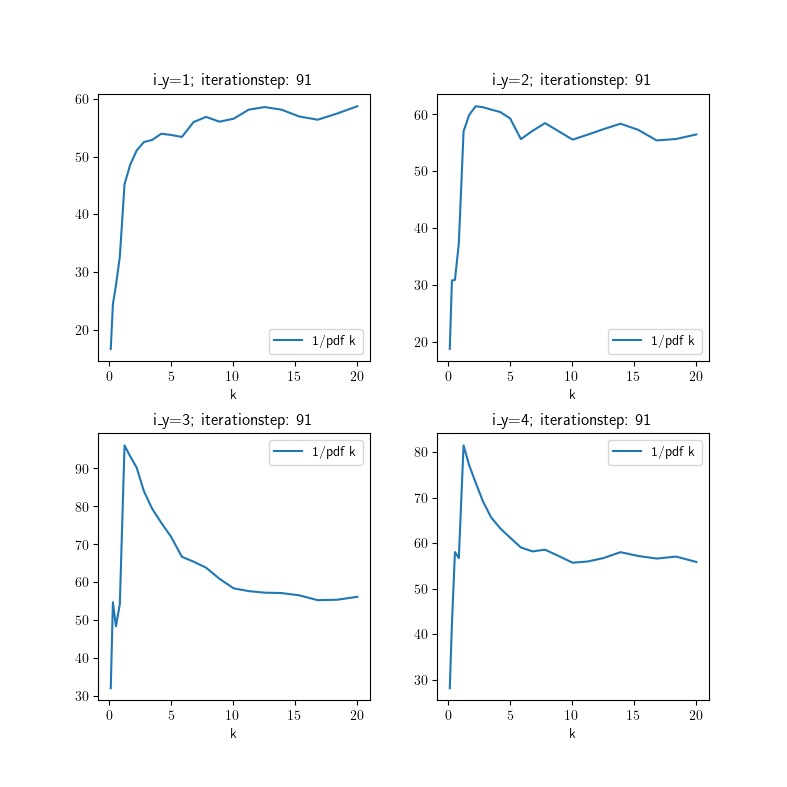 i_y=1; iterationstep: 91
60
50
40
30
20
1/pdf k
0 5 10 15 20
k
i_y=2; iterationstep: 91
60
50
40
30
20
1/pdf k
0 5 10 15 20
k
i_y=3; iterationstep: 91
1/pdf k
90
80
70
60
50
40
30
0 5 10 15 20
k
i_y=4; iterationstep: 91
1/pdf k
80
70
60
50
40
30
0 5 10 15 20
k